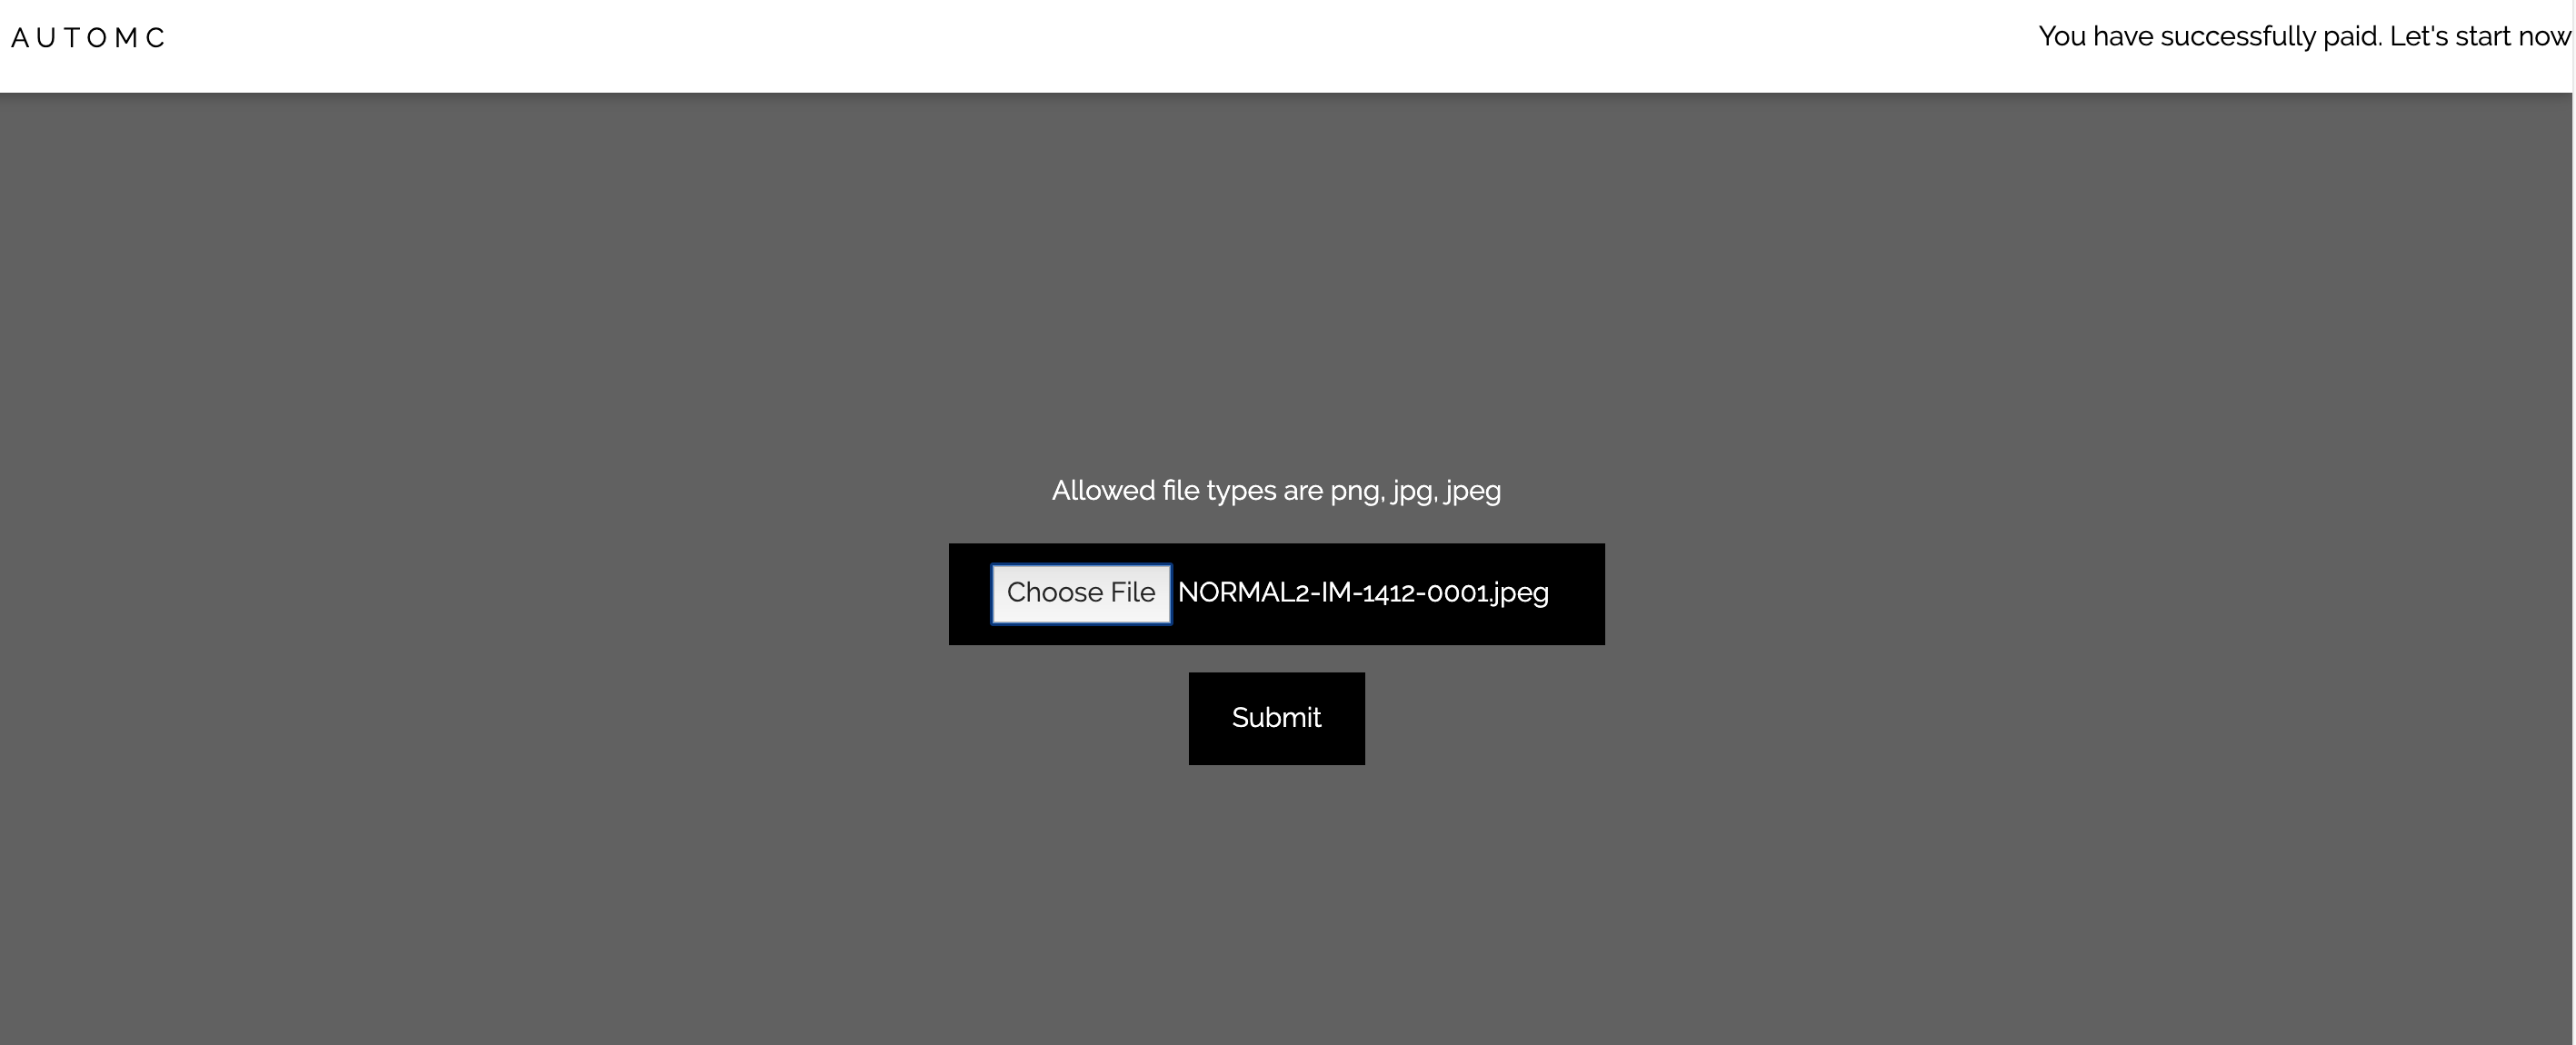 AUTOMC
You have successfully paid. Let's start now
Allowed file types are png, jpg, jpeg
Choose File NORMAL2-IM-1412-0001.jpeg
Submit